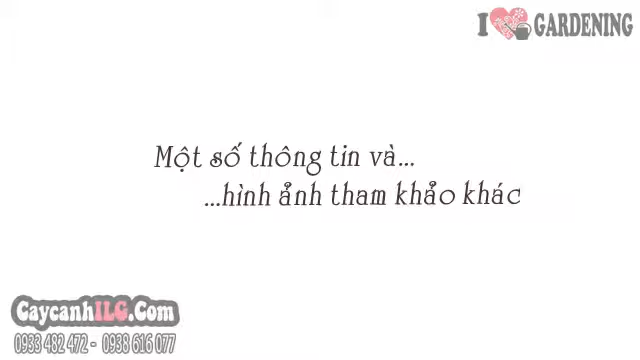 I GARDENING
Một số thông tin và...
...hình ảnh tham khảo khác
CaycanhILG.Com
0933 482 472 - 0938 616 077